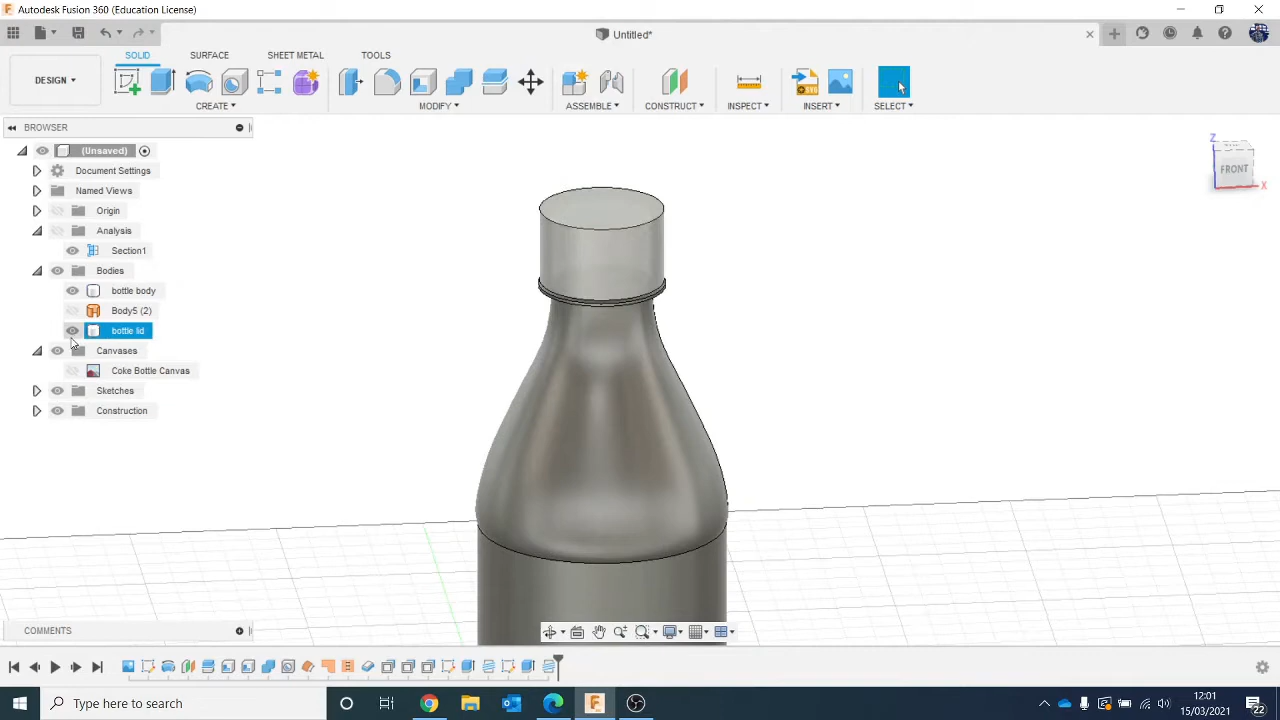 Autodesk Fusion 360 (Education License)
Untitled*
SOLID SURFACE SHEET METAL TOOLS
DESIGN
CREATE MODIFY ASSEMBLE CONSTRUCT INSPECT INSERT SELECT
BROWSER
(Unsaved)
Document Settings
Named Views
Origin
Analysis
Section1
Bodies
bottle body
Body5 (2)
bottle lid
Canvases
Coke Bottle Canvas
Sketches
Construction
Z
FRONT
X
COMMENTS
Type here to search
12:01
15/03/2021
22